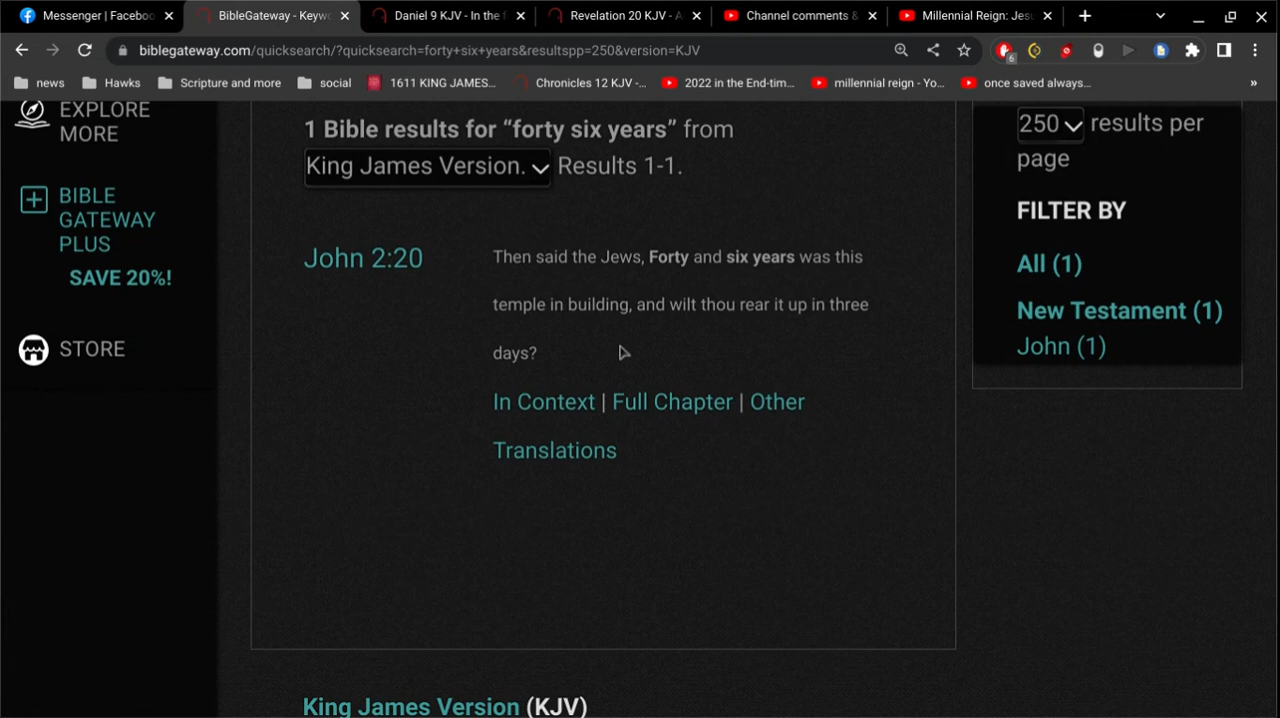 Messenger | Faceboo
BibleGateway - Keywo
Daniel 9 KJV - In the f
Revelation 20 KJV - A
Channel comments &
Millennial Reign: Jesu
biblegateway.com/quicksearch/?quicksearch=forty+six+years&resultspp=250&version=KJV
6
news
Hawks
Scripture and more
social
1611 KING JAMES...
Chronicles 12 KJV -...
2022 in the End-tim...
millennial reign - Yo...
once saved always...
»
EXPLORE
MORE
BIBLE
GATEWAY
PLUS
SAVE 20%!
STORE
1 Bible results for “forty six years” from
King James Version. Results 1-1.
John 2:20
Then said the Jews, Forty and six years was this
temple in building, and wilt thou rear it up in three
days?
In Context | Full Chapter | Other
Translations
King James Version (KJV)
250 results per
page
FILTER BY
All (1)
New Testament (1)
John (1)